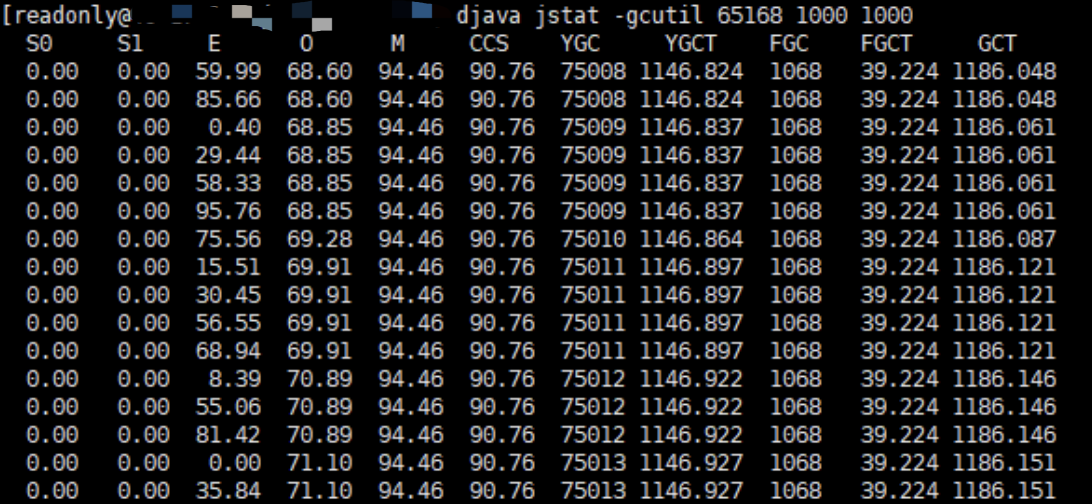 [readonly@ djava jstat -gcutil 65168 1000 1000
S0 S1 E O M CCS YGC YGCT FGC FGCT GCT
0.00 0.00 59.99 68.60 94.46 90.76 75008 1146.824 1068 39.224 1186.048
0.00 0.00 85.66 68.60 94.46 90.76 75008 1146.824 1068 39.224 1186.048
0.00 0.00 0.40 68.85 94.46 90.76 75009 1146.837 1068 39.224 1186.061
0.00 0.00 29.44 68.85 94.46 90.76 75009 1146.837 1068 39.224 1186.061
0.00 0.00 58.33 68.85 94.46 90.76 75009 1146.837 1068 39.224 1186.061
0.00 0.00 95.76 68.85 94.46 90.76 75009 1146.837 1068 39.224 1186.061
0.00 0.00 75.56 69.28 94.46 90.76 75010 1146.864 1068 39.224 1186.087
0.00 0.00 15.51 69.91 94.46 90.76 75011 1146.897 1068 39.224 1186.121
0.00 0.00 30.45 69.91 94.46 90.76 75011 1146.897 1068 39.224 1186.121
0.00 0.00 56.55 69.91 94.46 90.76 75011 1146.897 1068 39.224 1186.121
0.00 0.00 68.94 69.91 94.46 90.76 75011 1146.897 1068 39.224 1186.121
0.00 0.00 8.39 70.89 94.46 90.76 75012 1146.922 1068 39.224 1186.146
0.00 0.00 55.06 70.89 94.46 90.76 75012 1146.922 1068 39.224 1186.146
0.00 0.00 81.42 70.89 94.46 90.76 75012 1146.922 1068 39.224 1186.146
0.00 0.00 0.00 71.10 94.46 90.76 75013 1146.927 1068 39.224 1186.151
0.00 0.00 35.84 71.10 94.46 90.76 75013 1146.927 1068 39.224 1186.151